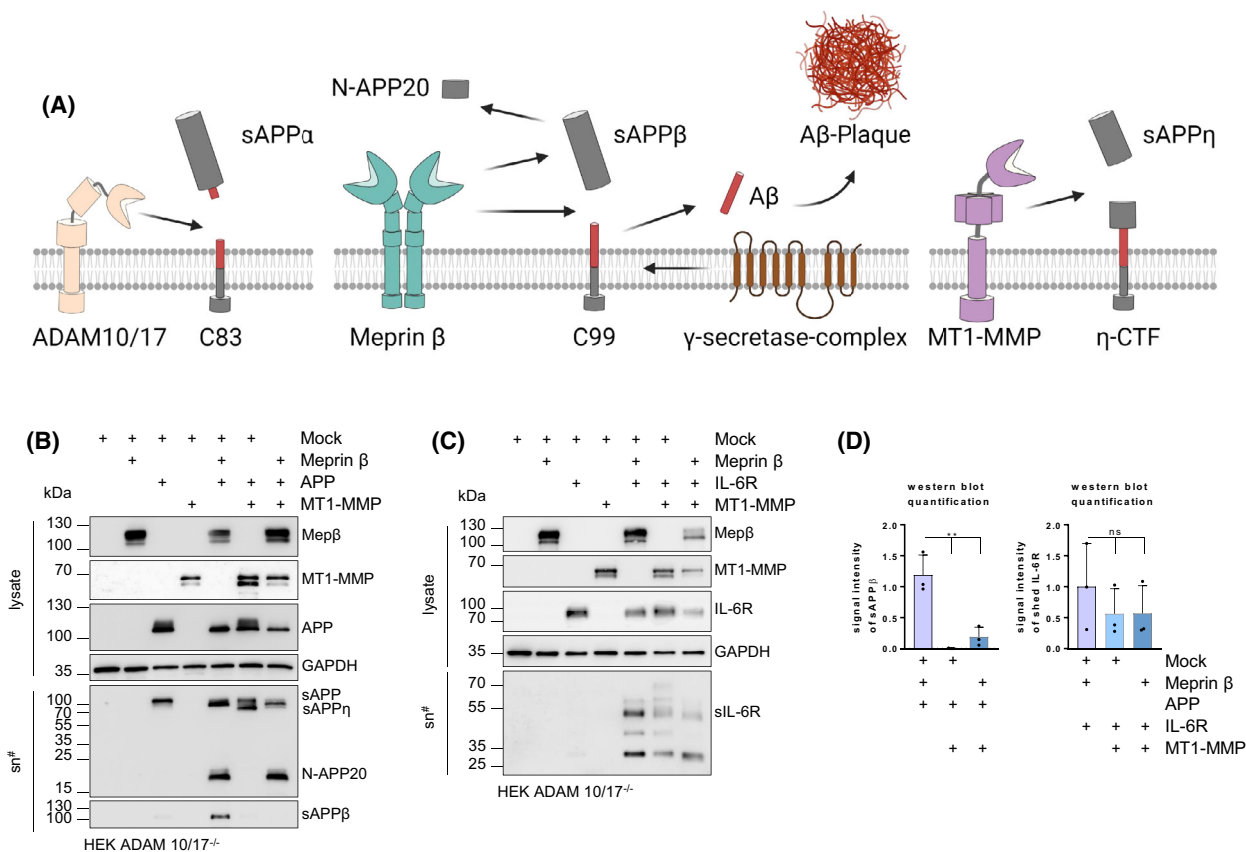 (A)
sAPPα
N-APP20
sAPPβ
Aβ-Plaque
sAPPη
Aβ
ADAM10/17
C83
Meprin β
C99
γ-secretase-complex
MT1-MMP
η-CTF
(B)
+ + + + + + Mock
+ + + Meprin β
+ + + + APP
+ + + MT1-MMP
kDa
lysate
130
100
Mepβ
70
MT1-MMP
130
100
APP
35
GAPDH
sn#
100
70
55
35
25
15
sAPP
sAPPη
N-APP20
130
100
sAPPβ
HEK ADAM 10/17-/-
(C)
+ + + + + + Mock
+ + + Meprin β
+ + + + IL-6R
+ + + MT1-MMP
kDa
lysate
130
100
Mepβ
70
MT1-MMP
100
70
IL-6R
35
GAPDH
sn#
70
55
35
25
sIL-6R
HEK ADAM 10/17-/-
(D)
western blot
quantification
signal intensity
of sAPPβ
2.0
1.5
1.0
0.5
0.0
**
western blot
quantification
signal intensity
of shed IL-6R
2.0
1.5
1.0
0.5
0.0
ns
+ + + + Mock
+ + + + Meprin β
+ + + APP
+ + + IL-6R
+ + + + MT1-MMP